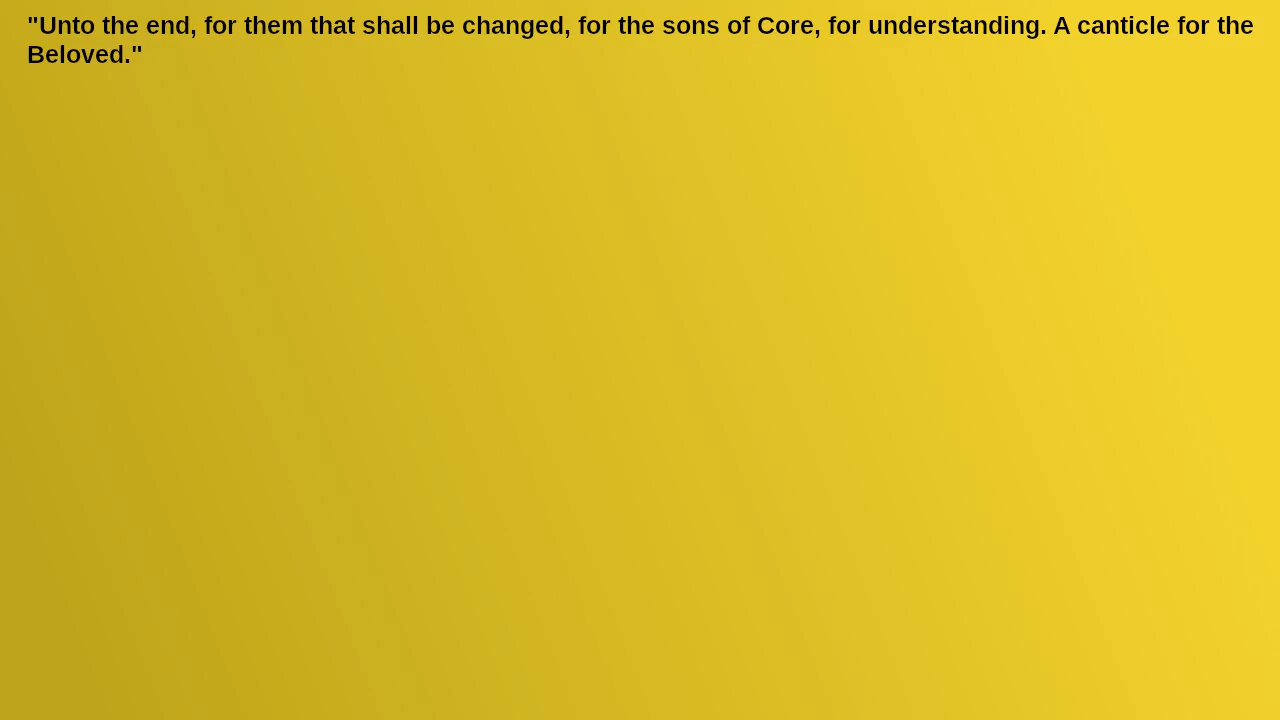 "Unto the end, for them that shall be changed, for the sons of Core, for understanding. A canticle for the
Beloved."